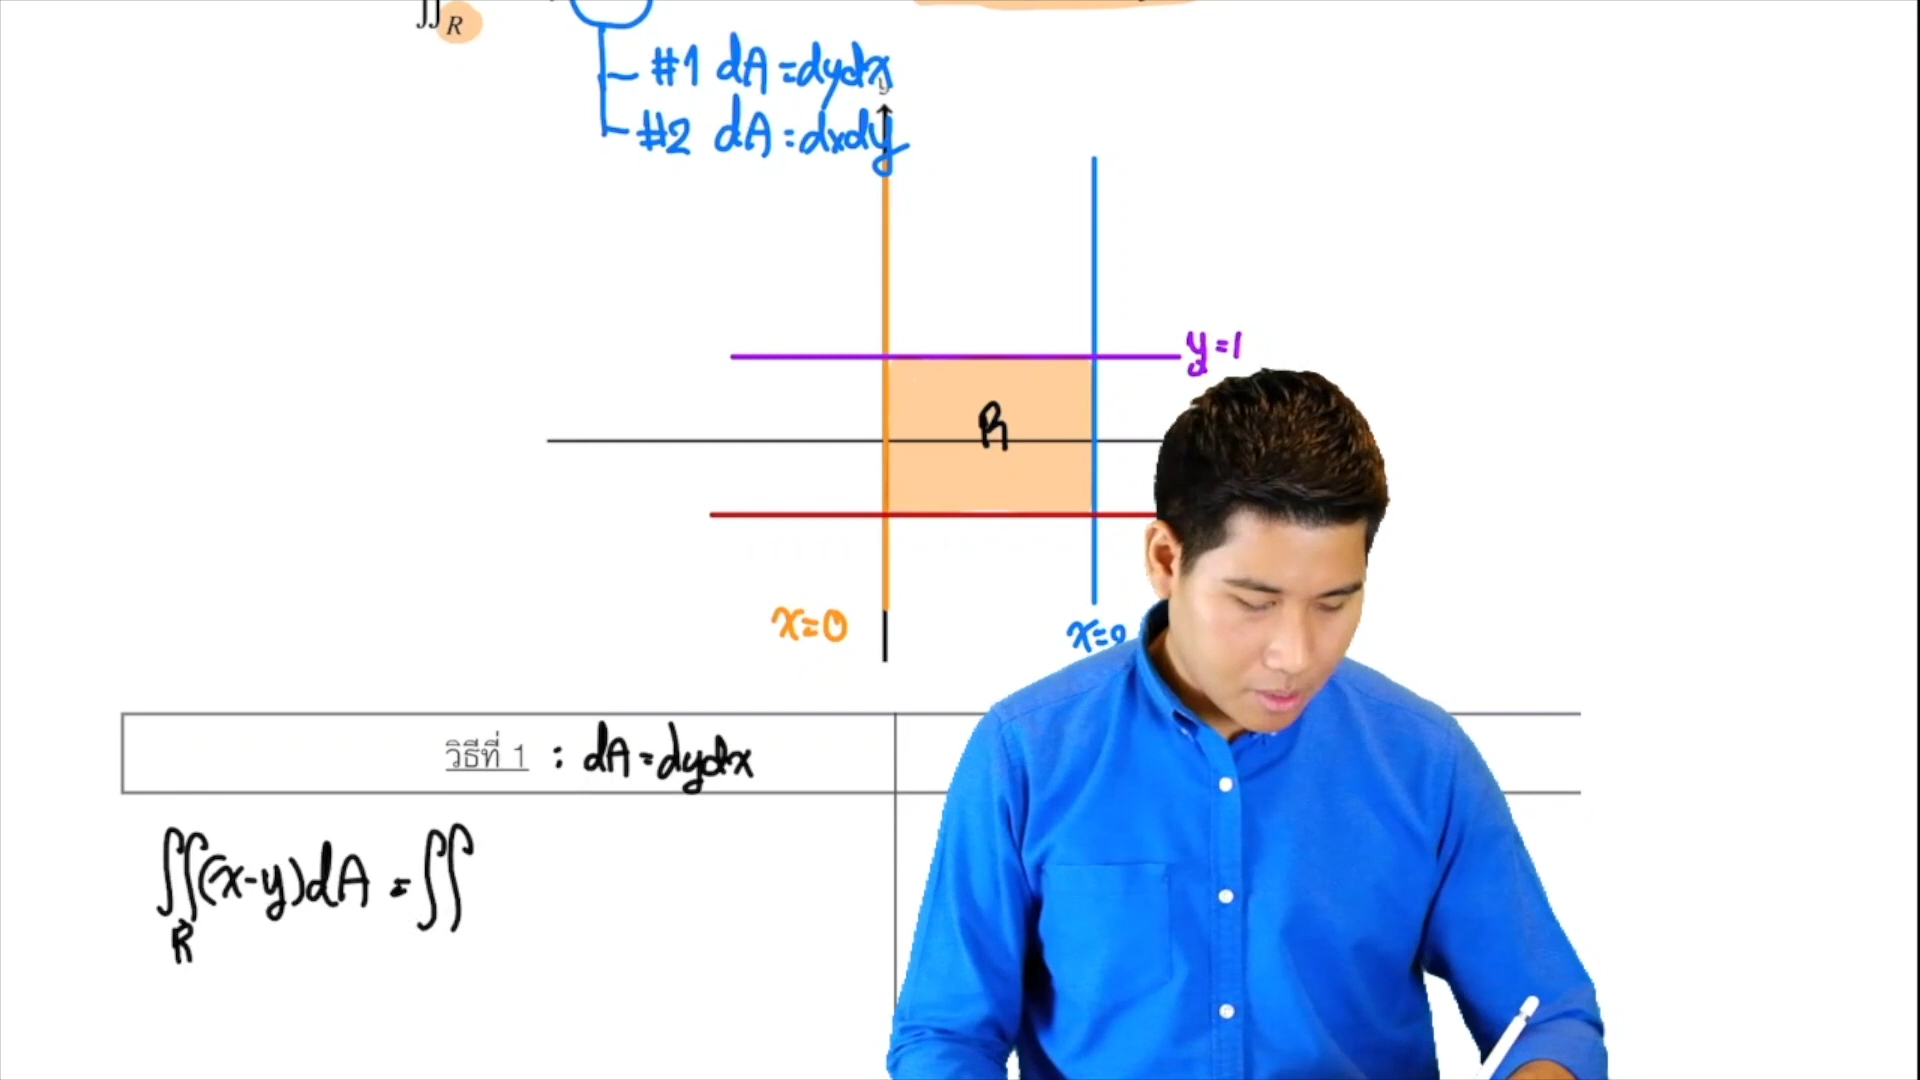 ∬R
#1 dA=dydx
y
#2 dA=dxdy
y=1
R
x=0
วิธีที่ 1 : dA=dydx
∬(x-y)dA = ∬
R